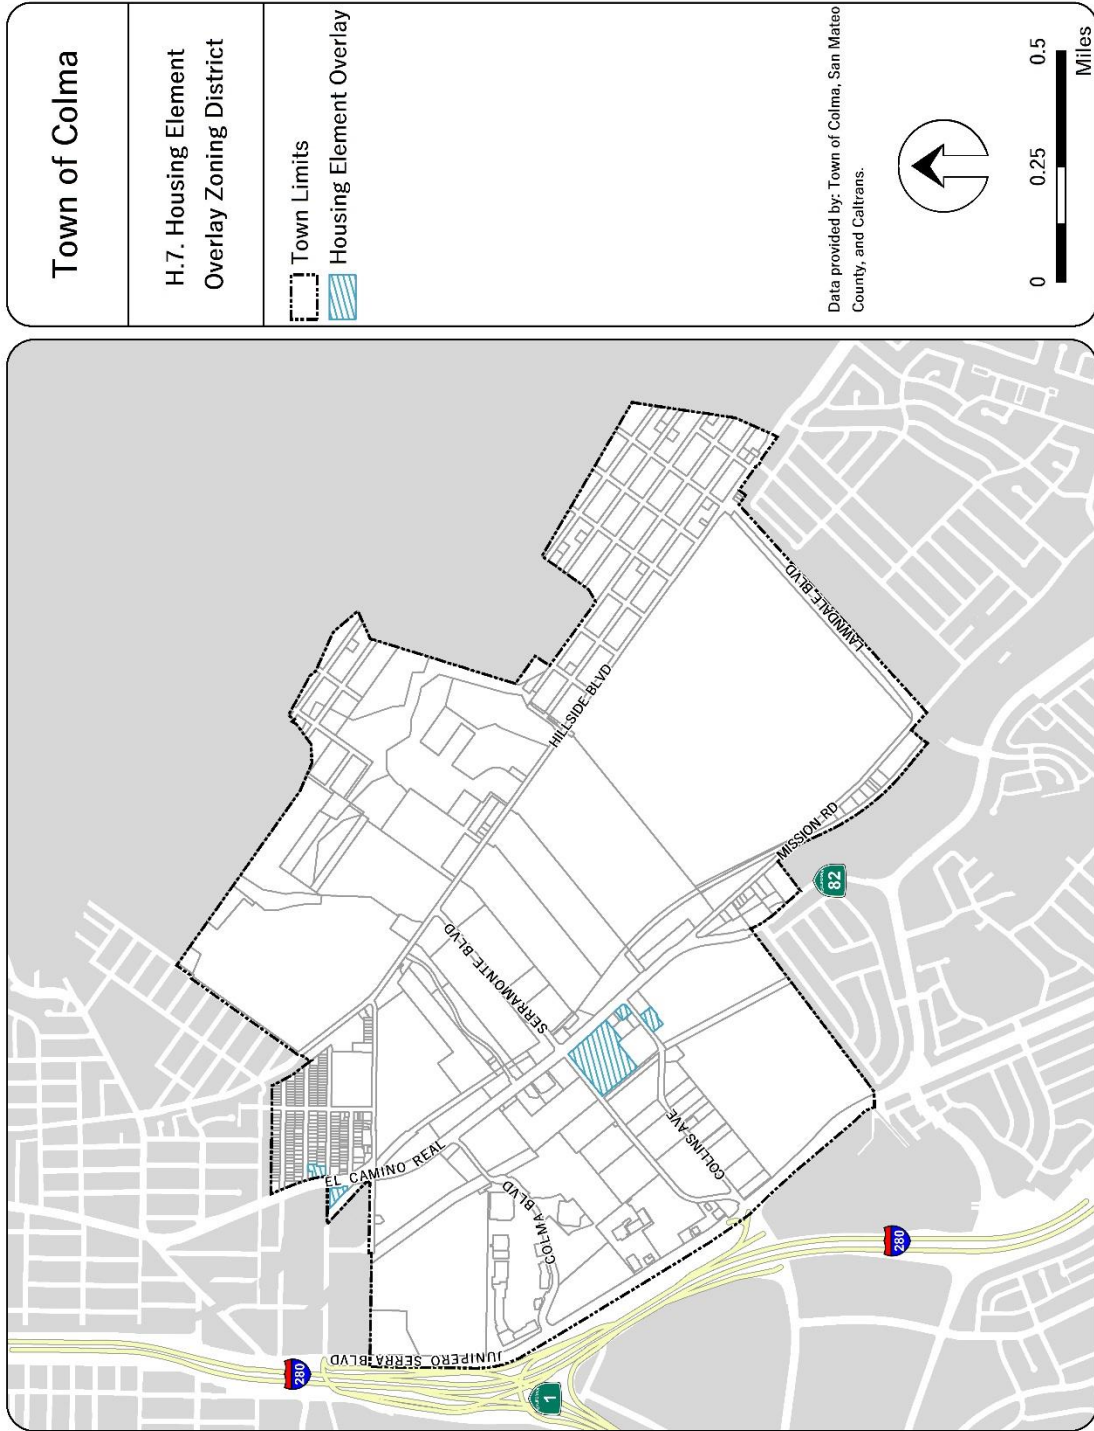 Town of Colma
H.7. Housing Element
Overlay Zoning District
Town Limits
Housing Element Overlay
Data provided by: Town of Colma, San Mateo
County, and Caltrans.
0 0.25 0.5
Miles
HILLSIDE BLVD
LAWNDALE BLVD
SERRAMONTE BLVD
MISSION RD
82
EL CAMINO REAL
COLLINS AVE
COLMA BLVD
JUNIPERO SERRA BLVD
280
280
1